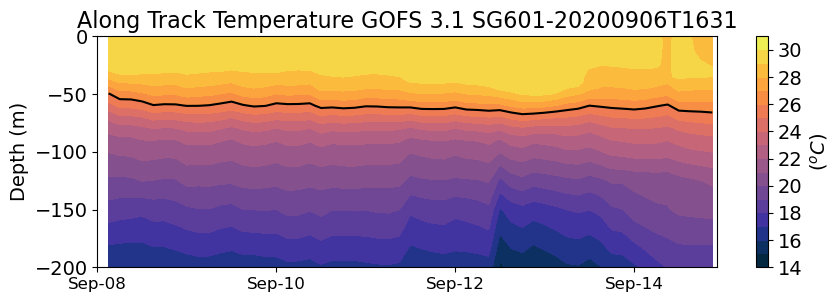 Along Track Temperature GOFS 3.1 SG601-20200906T1631
Depth (m)
0
−50
−100
−150
−200
Sep-08
Sep-10
Sep-12
Sep-14
30
28
26
24
22
20
18
16
14
(°C)